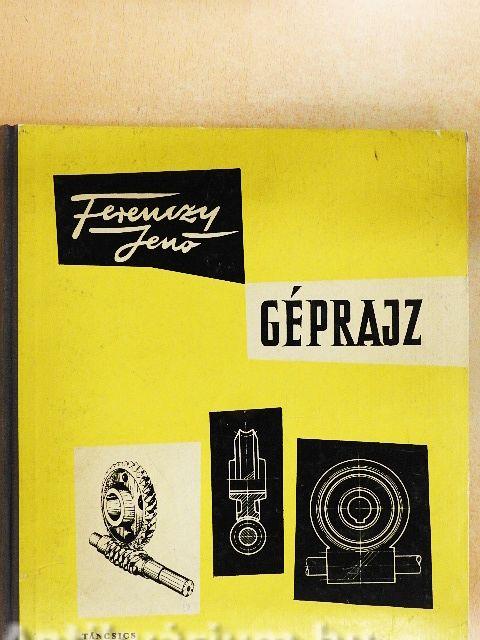 Ferenczy
Jenő
GÉPRAJZ
TÁNCSICS